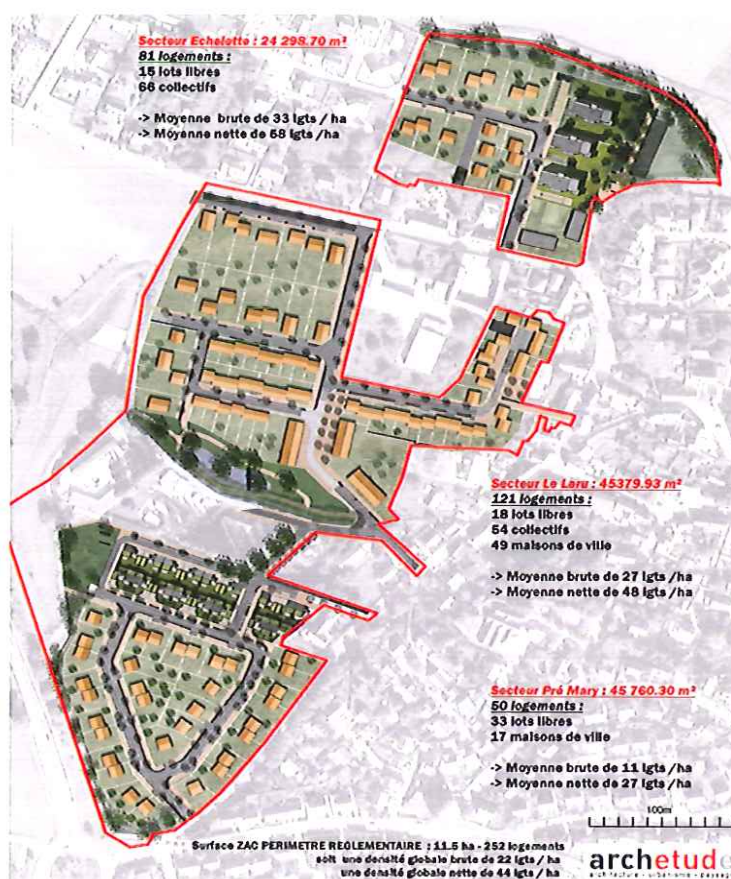 Secteur Echelotte : 24 298.70 m²
81 logements :
15 lots libres
66 collectifs
-> Moyenne brute de 33 lgts / ha
-> Moyenne nette de 58 lgts /ha
Secteur Le Laru : 45379.93 m²
121 logements :
18 lots libres
54 collectifs
49 maisons de ville
-> Moyenne brute de 27 lgts /ha
-> Moyenne nette de 48 lgts /ha
Secteur Pré Mary : 45 760.30 m²
50 logements :
33 lots libres
17 maisons de ville
-> Moyenne brute de 11 lgts /ha
-> Moyenne nette de 27 lgts /ha
100m
Surface ZAC PERIMETRE REGLEMENTAIRE : 11.5 ha - 252 logements
soit une densité globale brute de 22 lgts / ha
une densité globale nette de 44 lgts / ha
archetude
architecture - urbanisme - paysage